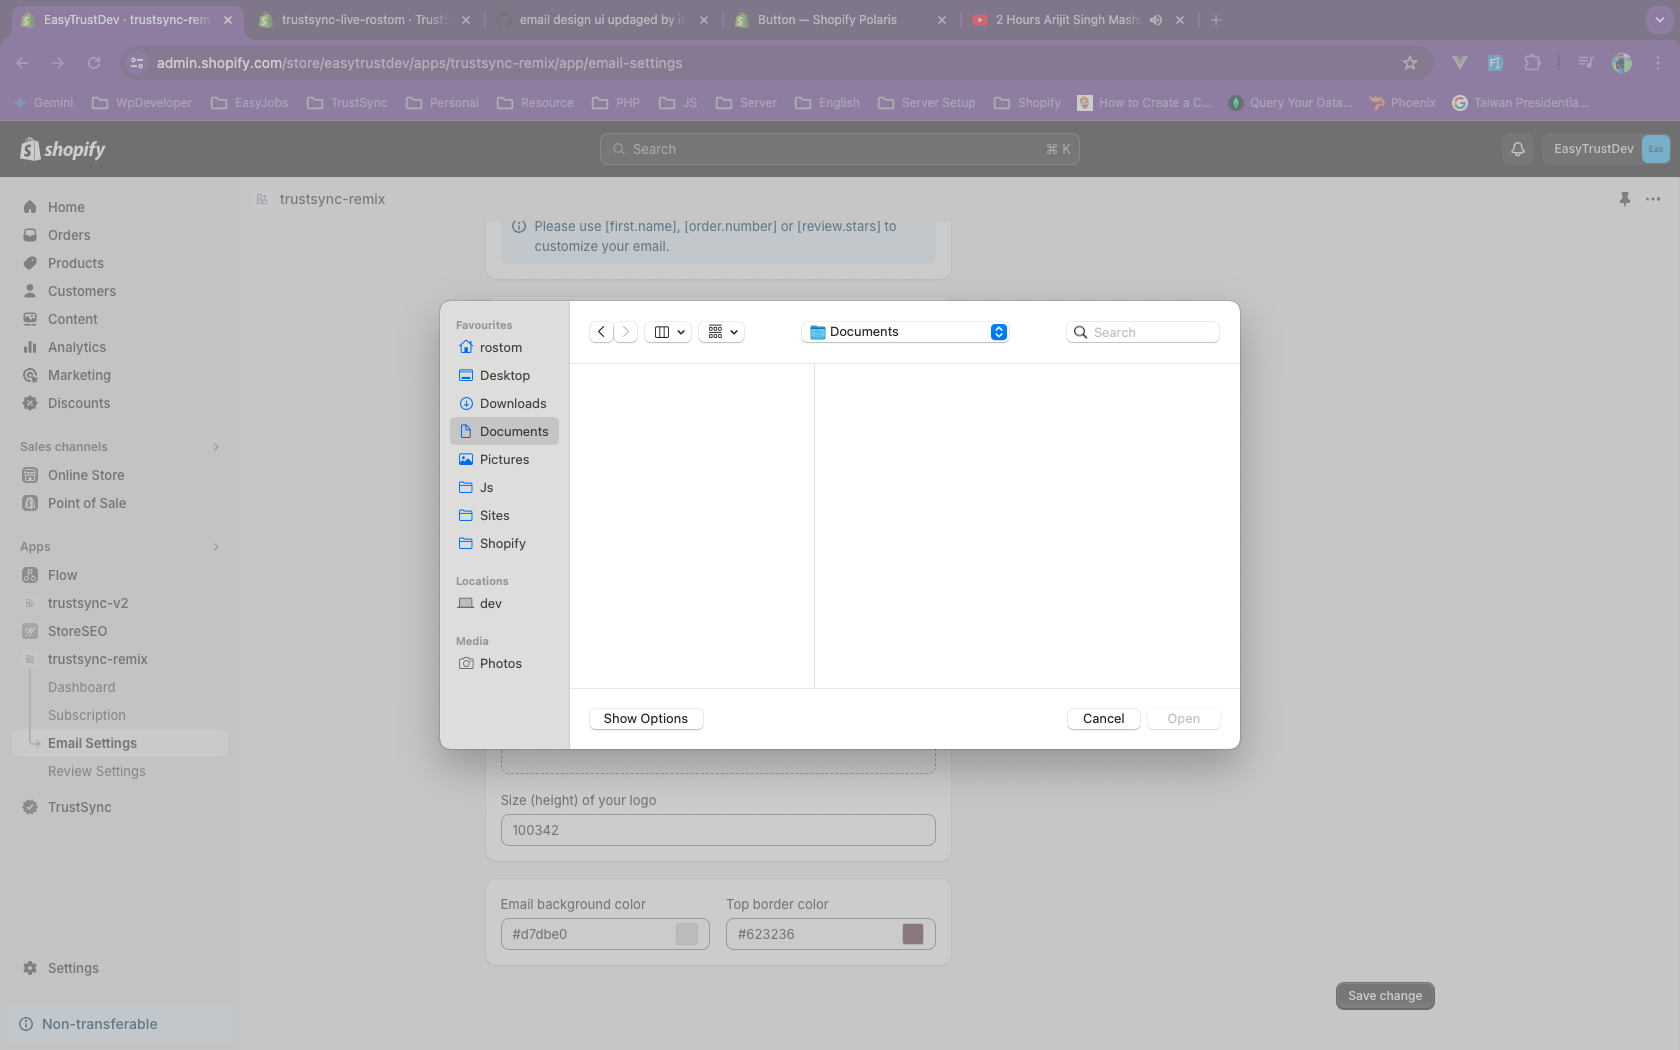 EasyTrustDev · trustsync-rem
trustsync-live-rostom · Trust
email design ui updaged by
Button — Shopify Polaris
2 Hours Arijit Singh Mash
admin.shopify.com/store/easytrustdev/apps/trustsync-remix/app/email-settings
Gemini
WpDeveloper
EasyJobs
TrustSync
Personal
Resource
PHP
JS
Server
English
Server Setup
Shopify
How to Create a C...
Query Your Data...
Phoenix
Taiwan Presidentia...
shopify
Search
⌘ K
EasyTrustDev
Eas
Home
Orders
Products
Customers
Content
Analytics
Marketing
Discounts
Sales channels
Online Store
Point of Sale
Apps
Flow
trustsync-v2
StoreSEO
trustsync-remix
Dashboard
Subscription
Email Settings
Review Settings
TrustSync
Settings
Non-transferable
trustsync-remix
Please use [first.name], [order.number] or [review.stars] to
customize your email.
Favourites
rostom
Desktop
Downloads
Documents
Pictures
Js
Sites
Shopify
Locations
dev
Media
Photos
Documents
Search
Show Options
Cancel
Open
Size (height) of your logo
100342
Email background color
#d7dbe0
Top border color
#623236
Save change